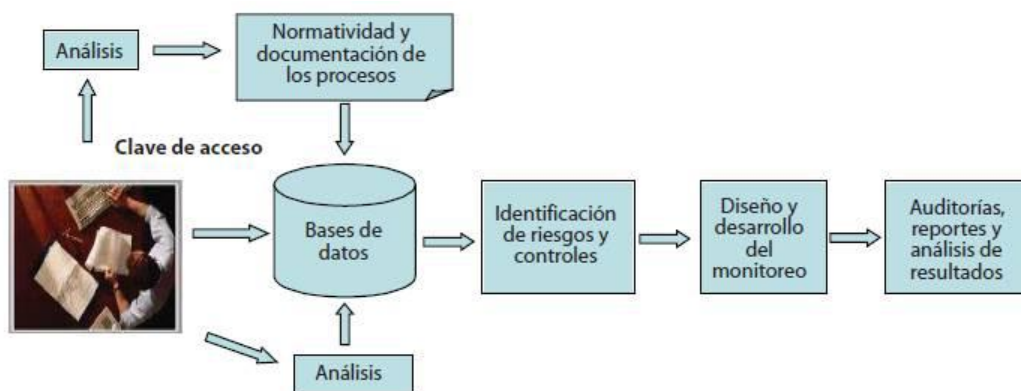 Análisis
Normatividad y
documentación de
los procesos
Clave de acceso
Bases de
datos
Identificación
de riesgos y
controles
Diseño y
desarrollo
del
monitoreo
Auditorías,
reportes y
análisis de
resultados
Análisis